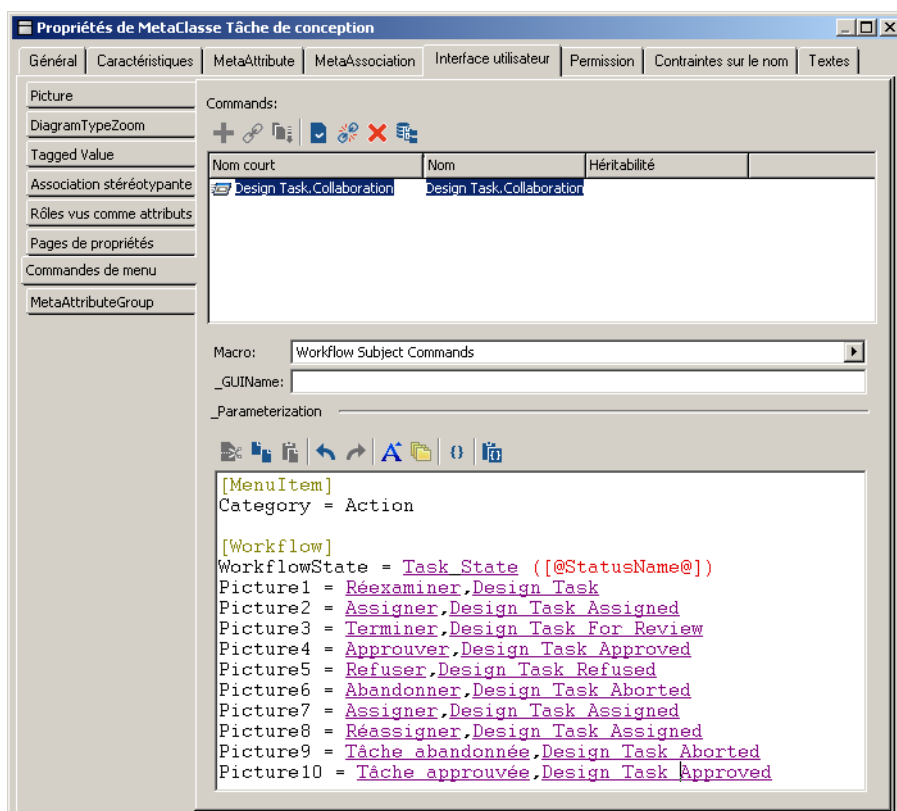 Propriétés de MetaClasse Tâche de conception
Général Caractéristiques MetaAttribute MetaAssociation Interface utilisateur Permission Contraintes sur le nom Textes
Picture
DiagramTypeZoom
Tagged Value
Association stéréotypante
Rôles vus comme attributs
Pages de propriétés
Commandes de menu
MetaAttributeGroup
Commands:
Nom court Nom Héritabilité
Design Task.Collaboration Design Task.Collaboration
Macro: Workflow Subject Commands
_GUIName:
_Parameterization
[MenuItem]
Category = Action
[Workflow]
WorkflowState = Task_State ([@StatusName@])
Picture1 = Réexaminer,Design Task
Picture2 = Assigner,Design Task Assigned
Picture3 = Terminer,Design Task For Review
Picture4 = Approuver,Design Task Approved
Picture5 = Refuser,Design Task Refused
Picture6 = Abandonner,Design Task Aborted
Picture7 = Assigner,Design Task Assigned
Picture8 = Réassigner,Design Task Assigned
Picture9 = Tâche abandonnée,Design Task Aborted
Picture10 = Tâche approuvée,Design Task Approved